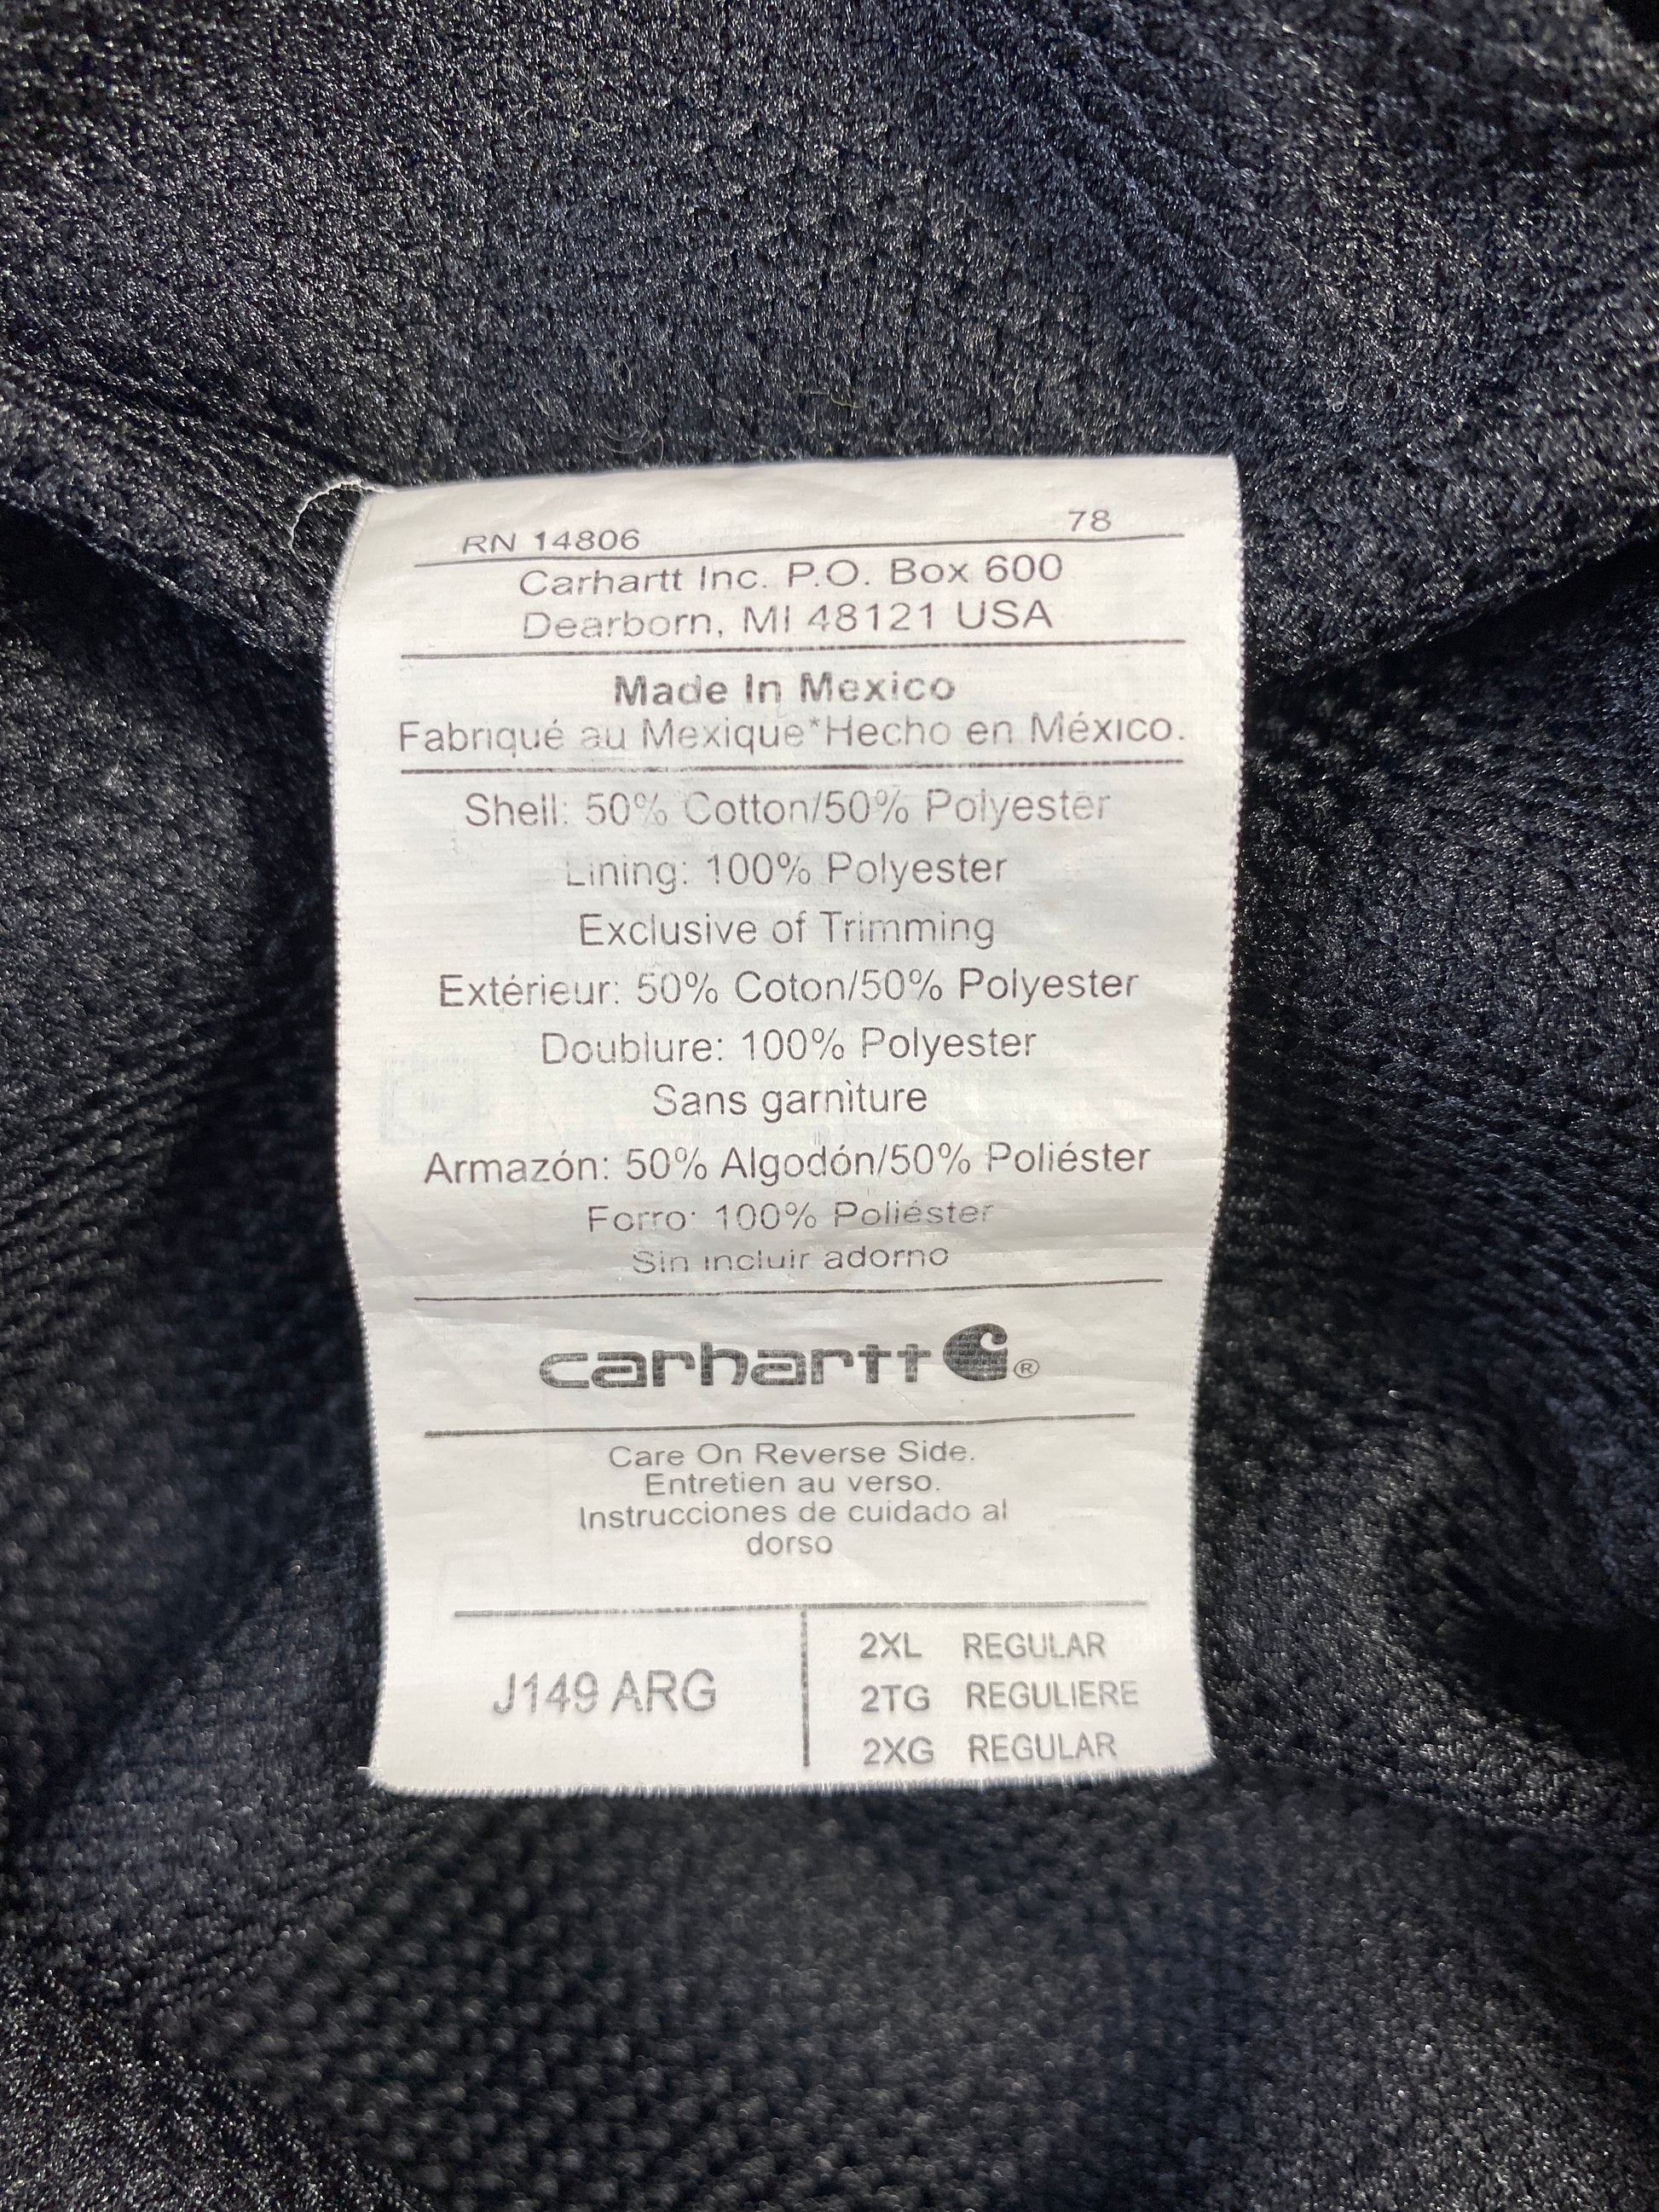 RN 14806 78
Carhartt Inc. P.O. Box 600
Dearborn, MI 48121 USA
Made In Mexico
Fabriqué au Mexique*Hecho en México.
Shell: 50% Cotton/50% Polyester
Lining: 100% Polyester
Exclusive of Trimming
Extérieur: 50% Coton/50% Polyester
Doublure: 100% Polyester
Sans garniture
Armazón: 50% Algodón/50% Poliéster
Forro: 100% Poliéster
Sin incluir adorno
carhartt ®
Care On Reverse Side.
Entretien au verso.
Instrucciones de cuidado al
dorso
J149 ARG
2XL REGULAR
2TG REGULIERE
2XG REGULAR